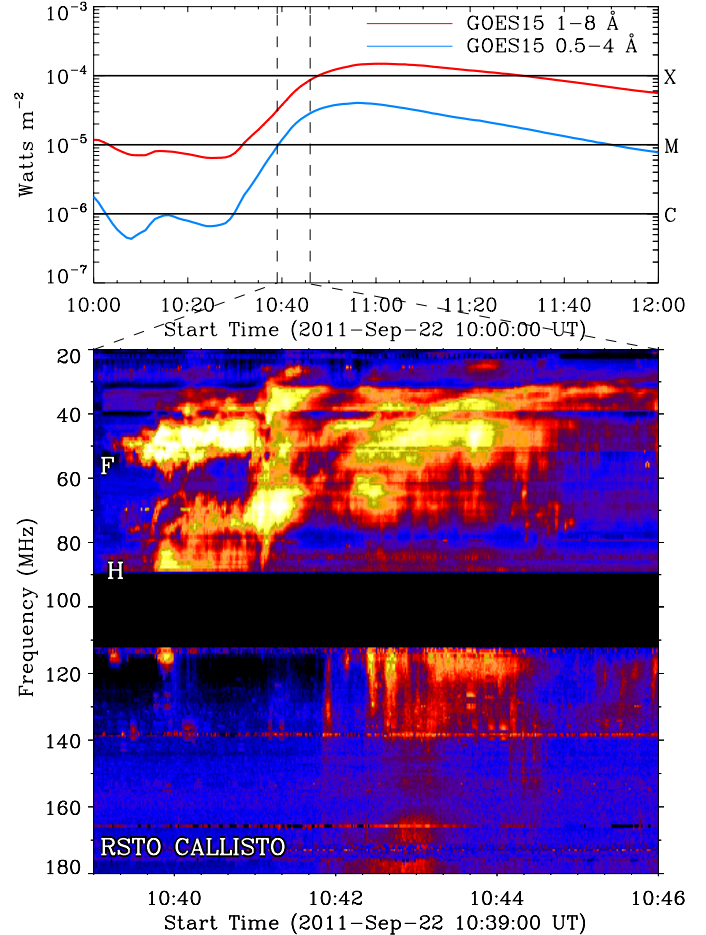 GOES15 1−8 Å
GOES15 0.5−4 Å
10⁻³
10⁻⁴
10⁻⁵
10⁻⁶
10⁻⁷
Watts m⁻²
X
M
C
10:00 10:20 10:40 11:00 11:20 11:40 12:00
Start Time (2011−Sep−22 10:00:00 UT)
20
40
60
80
100
120
140
160
180
Frequency (MHz)
F
H
RSTO CALLISTO
10:40 10:42 10:44 10:46
Start Time (2011−Sep−22 10:39:00 UT)